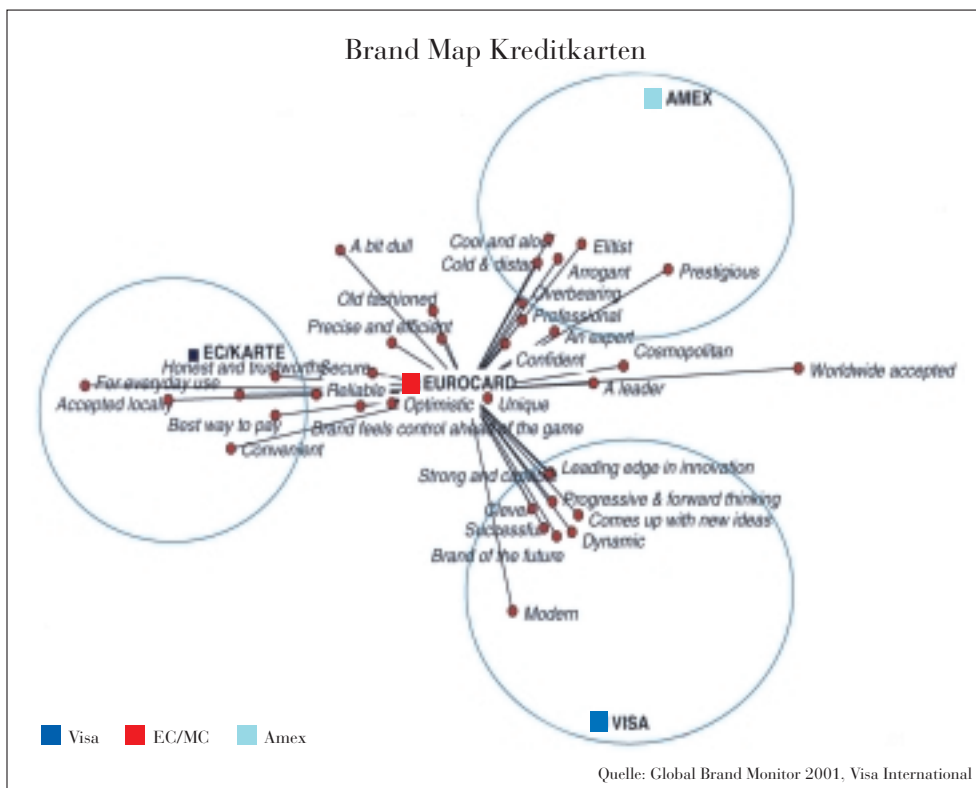 Brand Map Kreditkarten
AMEX
A bit dull
Cool and aloof
Elitist
Cold & distant
Arrogant
Prestigious
Old fashioned
Overbearing
Precise and efficient
Professional
An expert
EC/KARTE
Confident
Cosmopolitan
Honest and trustworthy
Secure
Worldwide accepted
For everyday use
Reliable
EUROCARD
A leader
Accepted locally
Optimistic
Unique
Best way to pay
Brand feels control ahead of the game
Convenient
Strong and
Leading edge in innovation
Progressive & forward thinking
Clever
Comes up with new ideas
Successful
Dynamic
Brand of the future
Modern
VISA
Visa EC/MC Amex
Quelle: Global Brand Monitor 2001, Visa International